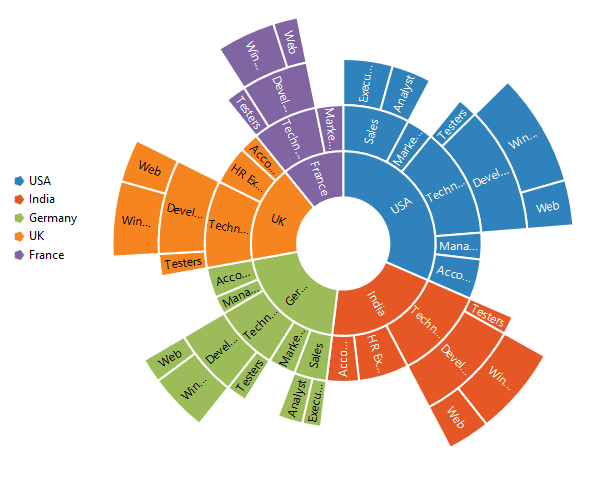 USA
India
Germany
UK
France
USA
Sales
Execu...
Analyst
Marke...
Techn...
Testers
Devel...
Win...
Web
Mana...
Acco...
India
Techn...
Testers
Devel...
Win...
Web
HR Ex...
Acco...
Ger...
Sales
Execu...
Analyst
Marke...
Techn...
Testers
Devel...
Win...
Web
Mana...
Acco...
UK
Techn...
Testers
Devel...
Win...
Web
HR Ex...
Acco...
France
Techn...
Testers
Devel...
Win...
Web
Marke...